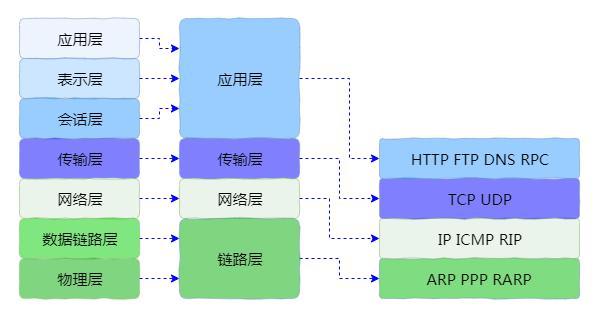 应用层
表示层
会话层
传输层
网络层
数据链路层
物理层
应用层
传输层
网络层
链路层
HTTP FTP DNS RPC
TCP UDP
IP ICMP RIP
ARP PPP RARP